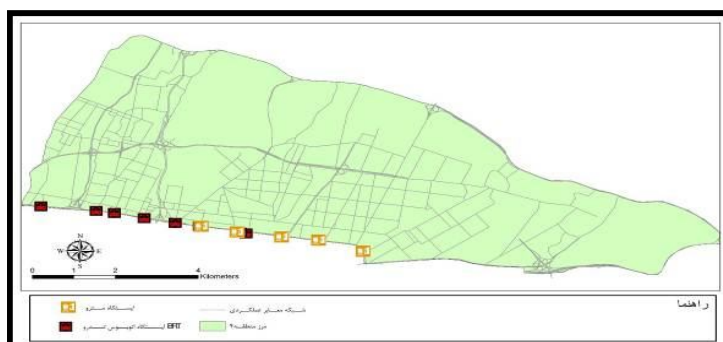 N
W E
S
0 1 2 4
Kilometers
راهنما
ایستگاه مترو
شبکه معابر عملکردی
ایستگاه اتوبوس تندرو BRT
مرز منطقه